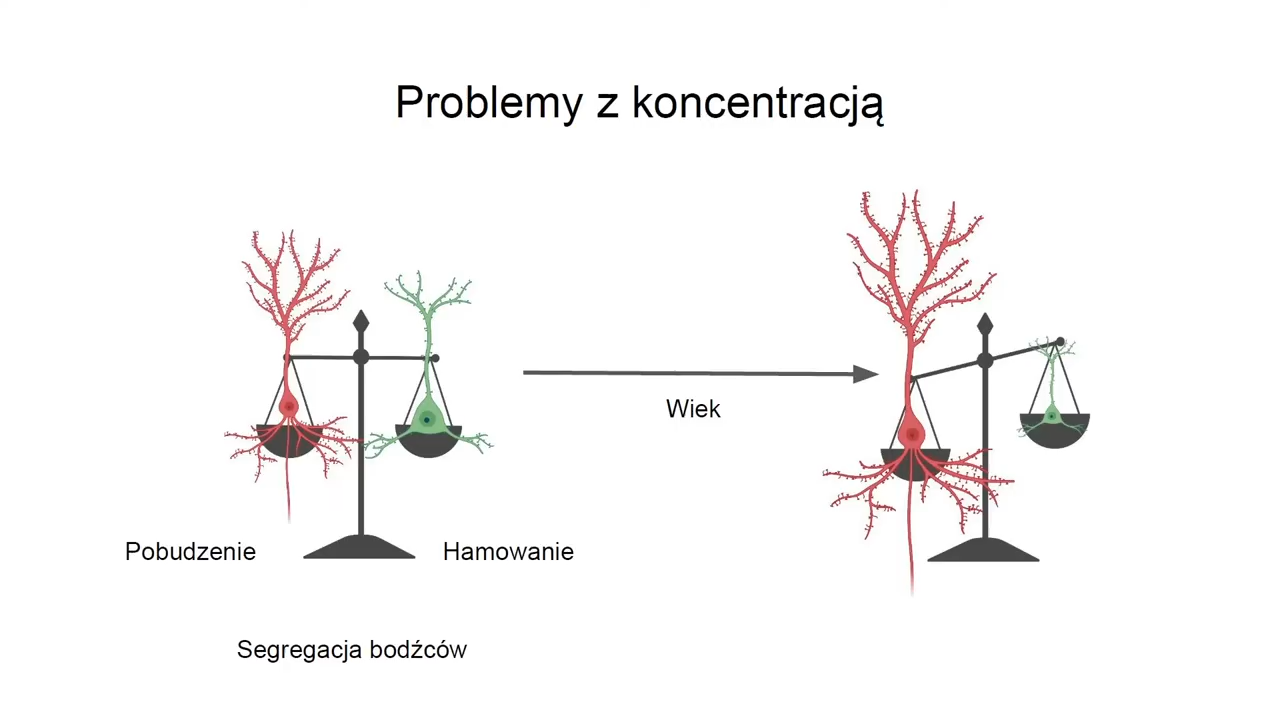 Problemy z koncentracją
Wiek
Pobudzenie
Hamowanie
Segregacja bodźców